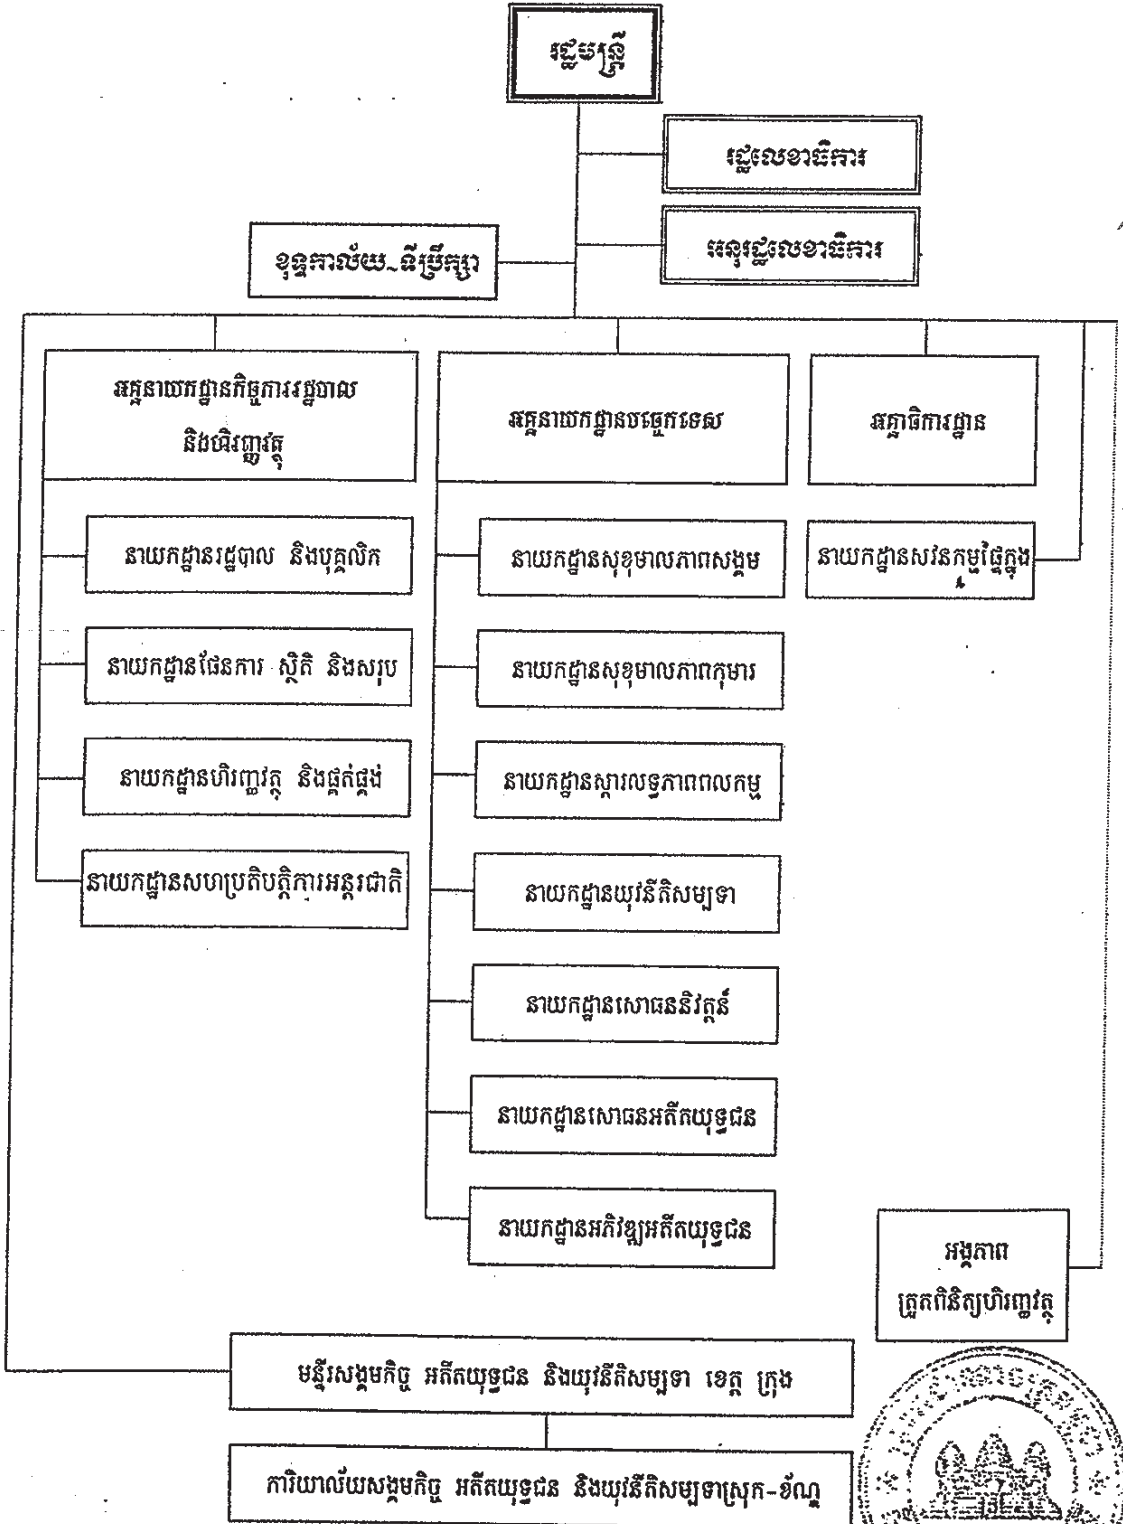 រដ្ឋមន្ត្រី
រដ្ឋលេខាធិការ
អនុរដ្ឋលេខាធិការ
ខុទ្ទកាល័យ-ទីប្រឹក្សា
អគ្គនាយកដ្ឋានកិច្ចការរដ្ឋបាល
និងហិរញ្ញវត្ថុ
អគ្គនាយកដ្ឋានបច្ចេកទេស
អគ្គាធិការដ្ឋាន
នាយកដ្ឋានរដ្ឋបាល និងបុគ្គលិក
នាយកដ្ឋានផែនការ ស្ថិតិ និងសរុប
នាយកដ្ឋានហិរញ្ញវត្ថុ និងផ្គត់ផ្គង់
នាយកដ្ឋានសហប្រតិបត្តិការអន្តរជាតិ
នាយកដ្ឋានសុខុមាលភាពសង្គម
នាយកដ្ឋានសុខុមាលភាពកុមារ
នាយកដ្ឋានស្តារលទ្ធភាពពលកម្ម
នាយកដ្ឋានយុវនីតិសម្បទា
នាយកដ្ឋានសោធននិវត្តន៍
នាយកដ្ឋានសោធនអតីតយុទ្ធជន
នាយកដ្ឋានអភិវឌ្ឍអតីតយុទ្ធជន
នាយកដ្ឋានសវនកម្មផ្ទៃក្នុង
អង្គភាព
ត្រួតពិនិត្យហិរញ្ញវត្ថុ
មន្ទីរសង្គមកិច្ច អតីតយុទ្ធជន និងយុវនីតិសម្បទា ខេត្ត ក្រុង
ការិយាល័យសង្គមកិច្ច អតីតយុទ្ធជន និងយុវនីតិសម្បទាស្រុក-ខ័ណ្ឌ